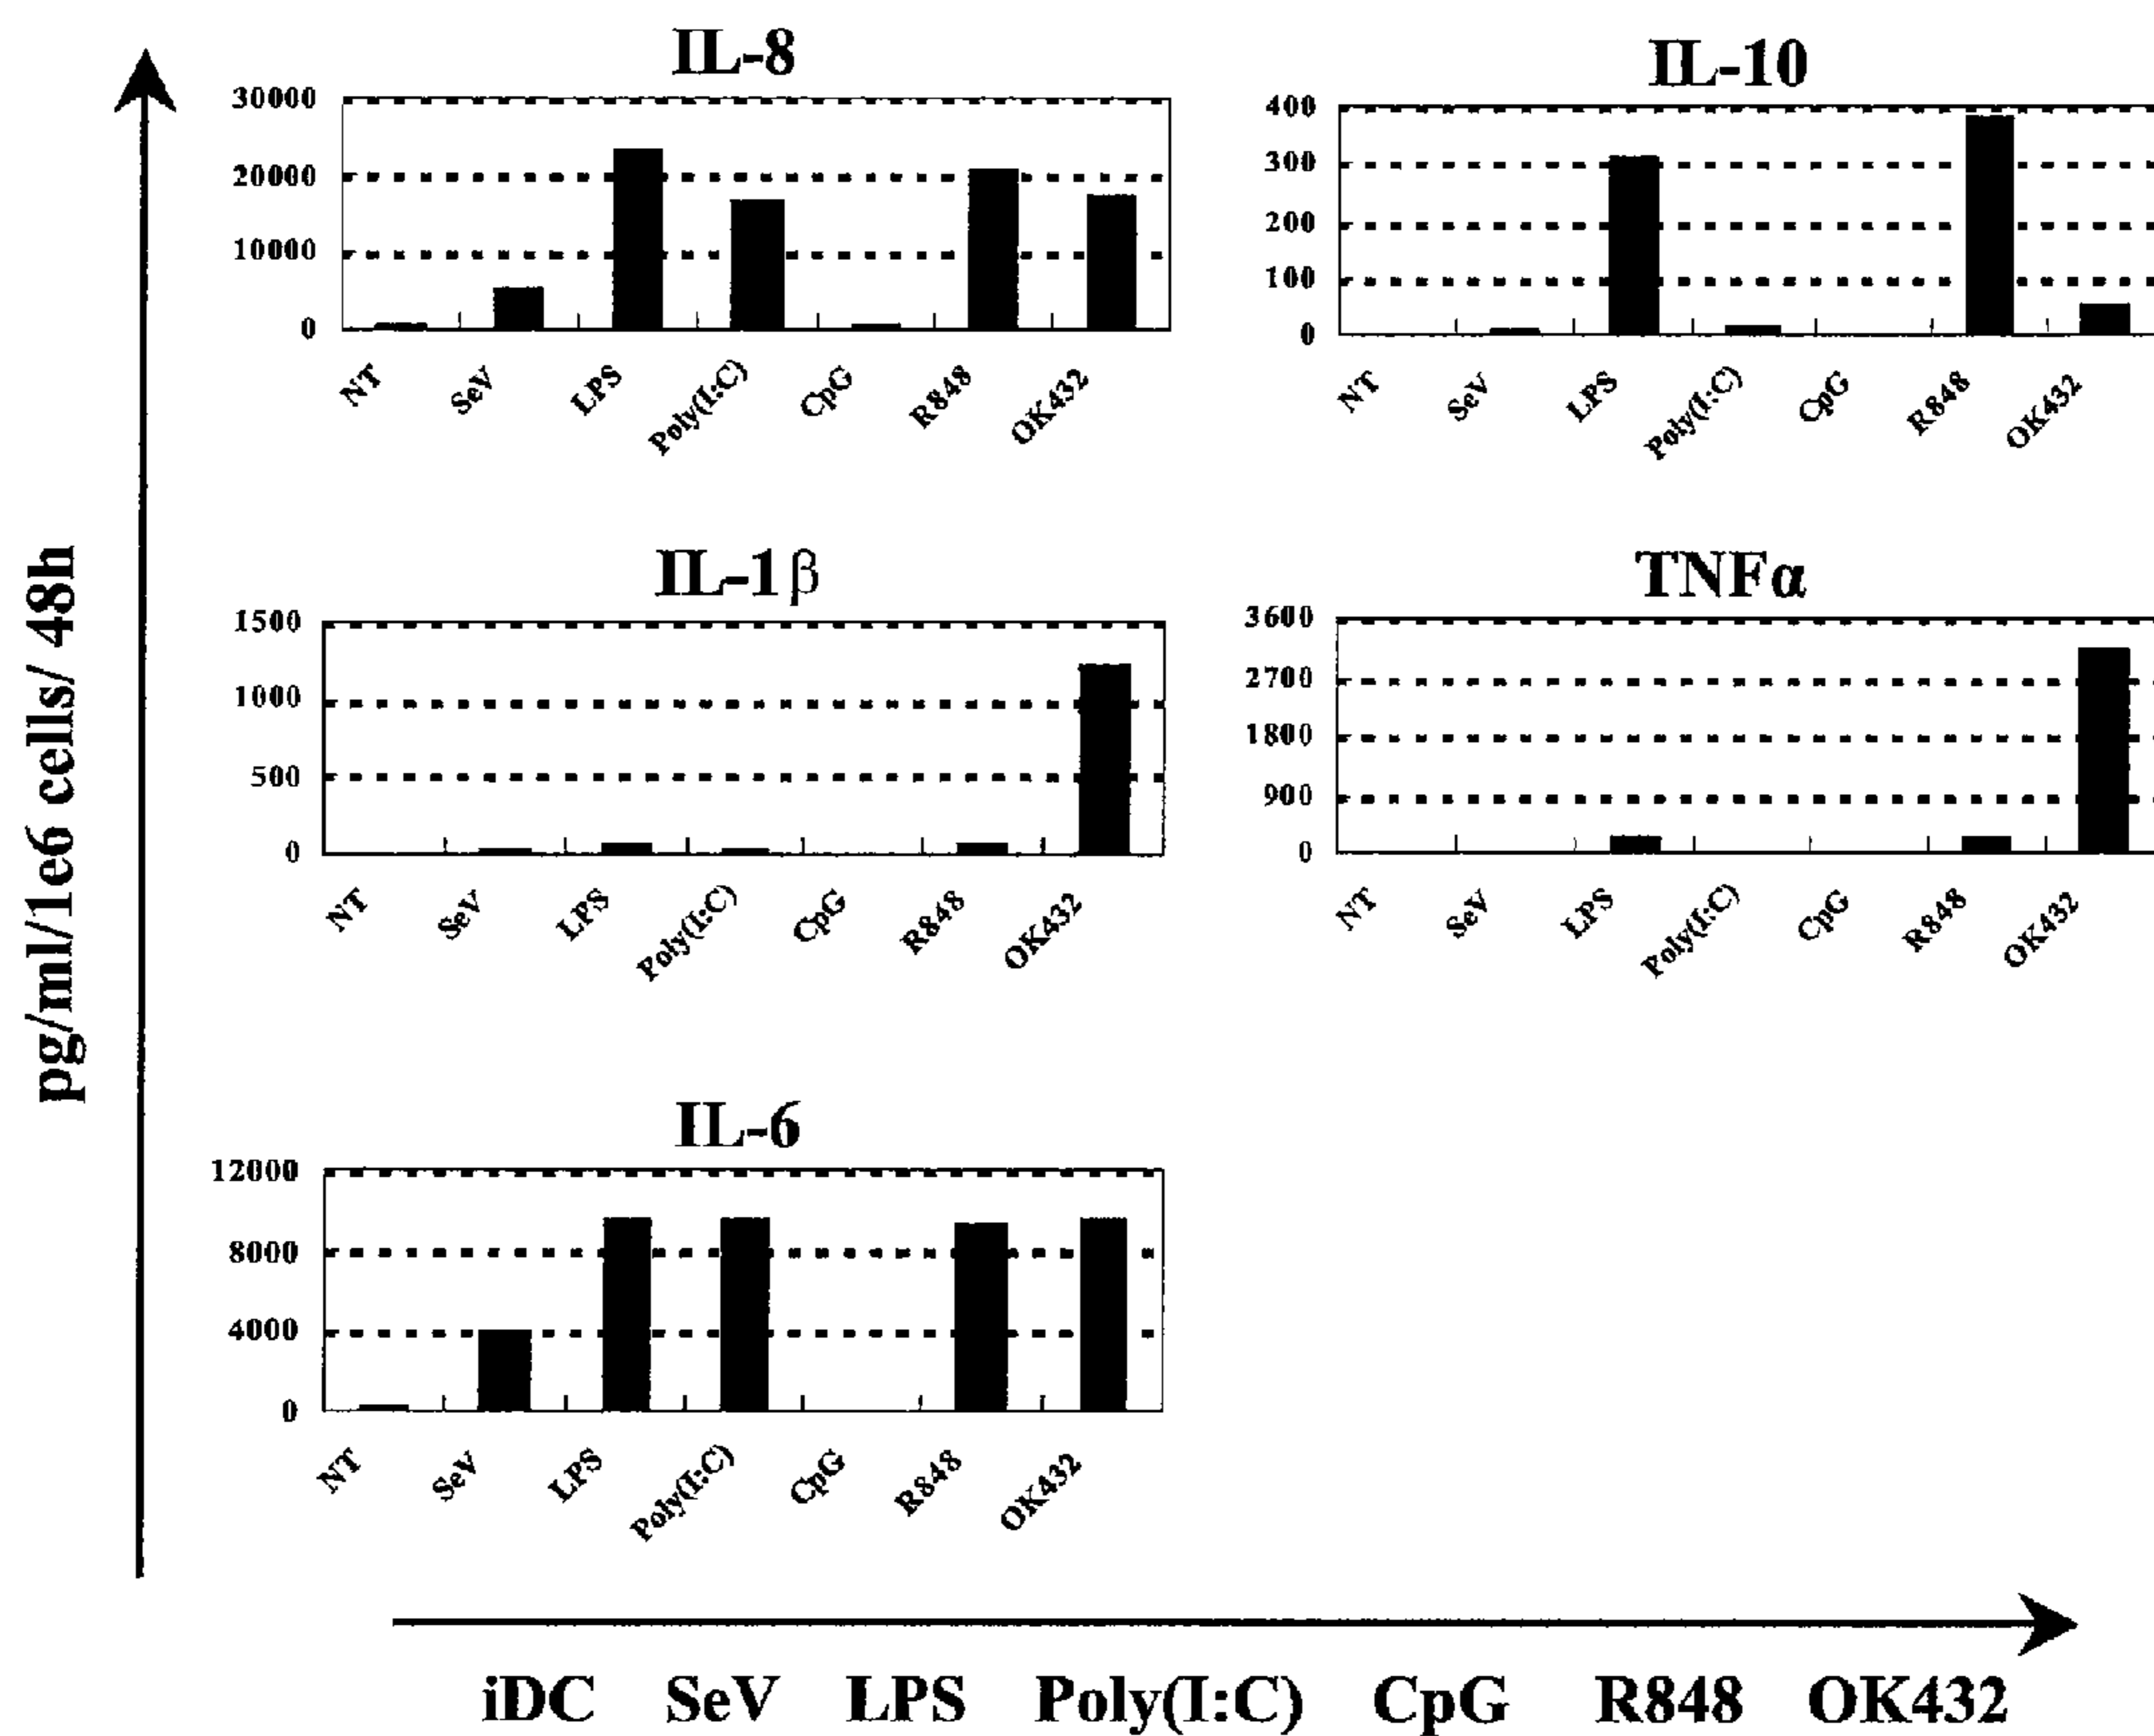 IL-8
30000
20000
10000
0
NT SeV LPS Poly(I:C) CpG R848 OK432
IL-10
400
300
200
100
0
NT SeV LPS Poly(I:C) CpG R848 OK432
pg/ml/1e6 cells/ 48h
IL-1β
1500
1000
500
0
NT SeV LPS Poly(I:C) CpG R848 OK432
TNFα
3600
2700
1800
900
0
NT SeV LPS Poly(I:C) CpG R848 OK432
IL-6
12000
8000
4000
0
NT SeV LPS Poly(I:C) CpG R848 OK432
iDC SeV LPS Poly(I:C) CpG R848 OK432